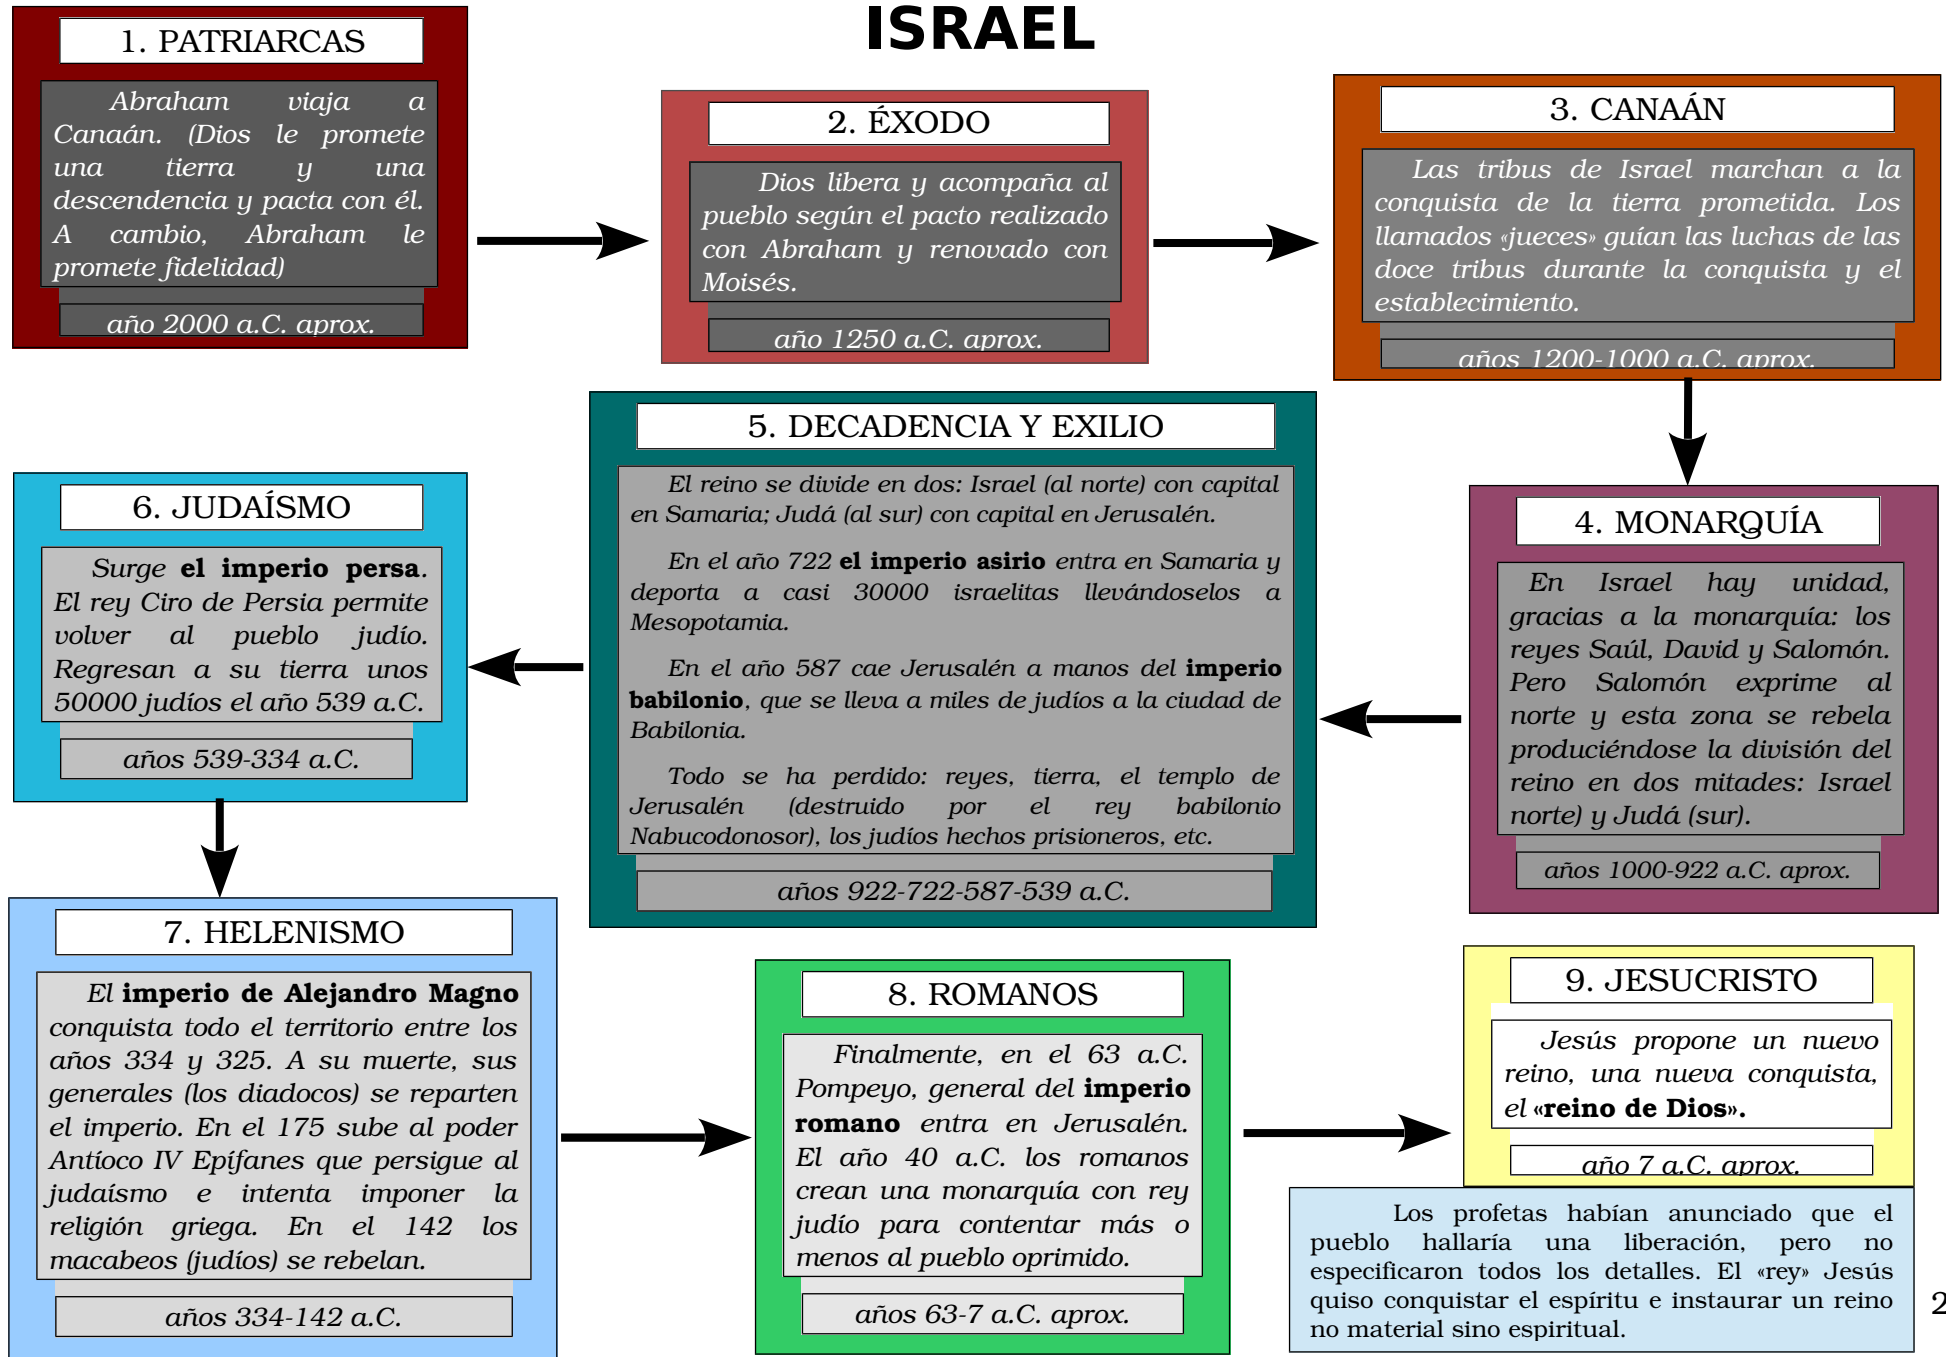 ISRAEL
1. PATRIARCAS
Abraham viaja a
Canaán. (Dios le promete
una tierra y una
descendencia y pacta con él.
A cambio, Abraham le
promete fidelidad)
año 2000 a.C. aprox.
2. ÉXODO
Dios libera y acompaña al
pueblo según el pacto realizado
con Abraham y renovado con
Moisés.
año 1250 a.C. aprox.
3. CANAÁN
Las tribus de Israel marchan a la
conquista de la tierra prometida. Los
llamados «jueces» guían las luchas de las
doce tribus durante la conquista y el
establecimiento.
años 1200-1000 a.C. aprox.
4. MONARQUÍA
En Israel hay unidad,
gracias a la monarquía: los
reyes Saúl, David y Salomón.
Pero Salomón exprime al
norte y esta zona se rebela
produciéndose la división del
reino en dos mitades: Israel
norte) y Judá (sur).
años 1000-922 a.C. aprox.
5. DECADENCIA Y EXILIO
El reino se divide en dos: Israel (al norte) con capital
en Samaria; Judá (al sur) con capital en Jerusalén.
En el año 722 el imperio asirio entra en Samaria y
deporta a casi 30000 israelitas llevándoselos a
Mesopotamia.
En el año 587 cae Jerusalén a manos del imperio
babilonio, que se lleva a miles de judíos a la ciudad de
Babilonia.
Todo se ha perdido: reyes, tierra, el templo de
Jerusalén (destruido por el rey babilonio
Nabucodonosor), los judíos hechos prisioneros, etc.
años 922-722-587-539 a.C.
6. JUDAÍSMO
Surge el imperio persa.
El rey Ciro de Persia permite
volver al pueblo judío.
Regresan a su tierra unos
50000 judíos el año 539 a.C.
años 539-334 a.C.
7. HELENISMO
El imperio de Alejandro Magno
conquista todo el territorio entre los
años 334 y 325. A su muerte, sus
generales (los diadocos) se reparten
el imperio. En el 175 sube al poder
Antíoco IV Epífanes que persigue al
judaísmo e intenta imponer la
religión griega. En el 142 los
macabeos (judíos) se rebelan.
años 334-142 a.C.
8. ROMANOS
Finalmente, en el 63 a.C.
Pompeyo, general del imperio
romano entra en Jerusalén.
El año 40 a.C. los romanos
crean una monarquía con rey
judío para contentar más o
menos al pueblo oprimido.
años 63-7 a.C. aprox.
9. JESUCRISTO
Jesús propone un nuevo
reino, una nueva conquista,
el «reino de Dios».
año 7 a.C. aprox.
Los profetas habían anunciado que el
pueblo hallaría una liberación, pero no
especificaron todos los detalles. El «rey» Jesús
quiso conquistar el espíritu e instaurar un reino
no material sino espiritual.
2